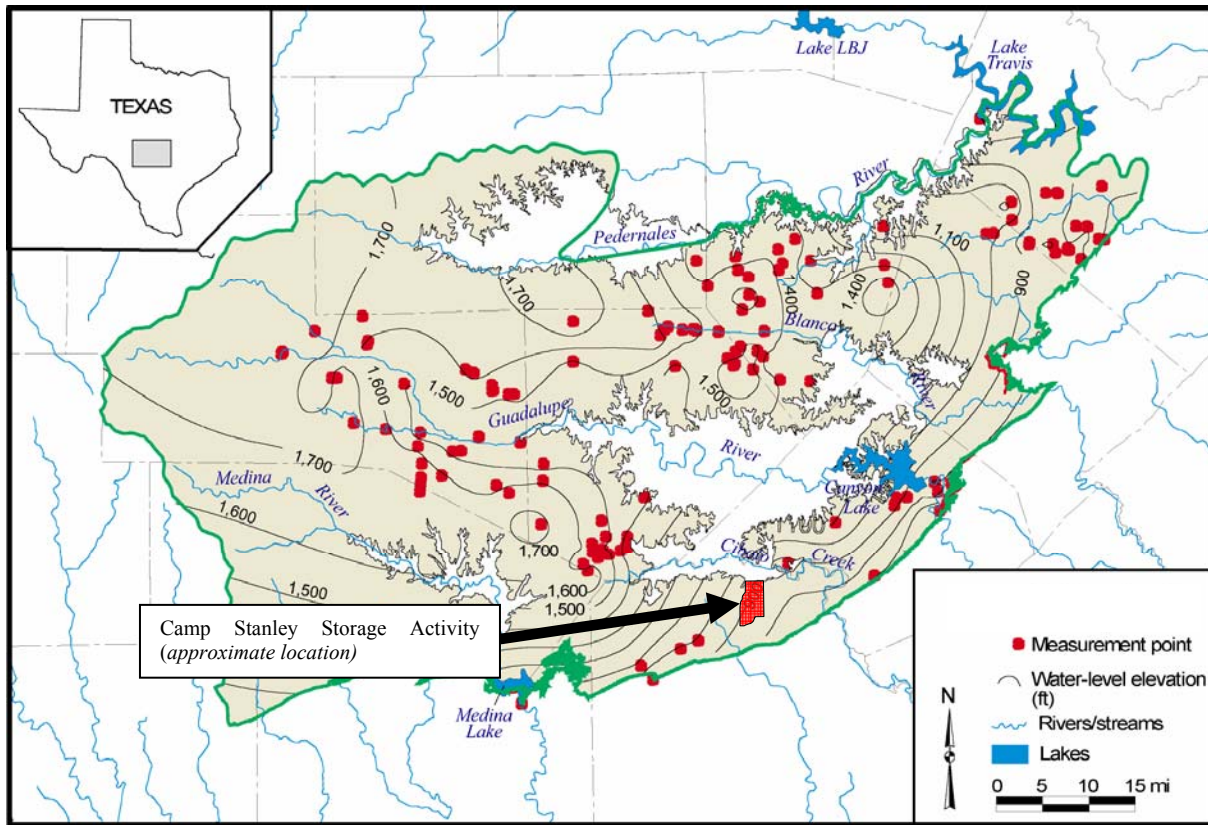 TEXAS
Lake LBJ
Lake
Travis
River
Pedernales
1,700
1,700
1,100
1,400
1,400
900
Blanco
River
1,600
1,500
1,500
Guadalupe
River
1,700
Medina
River
1,600
1,500
1,700
1,600
1,500
Canyon
Lake
Cibolo
Creek
Camp Stanley Storage Activity
(approximate location)
Medina
Lake
Measurement point
Water-level elevation
(ft)
Rivers/streams
Lakes
N
0 5 10 15 mi